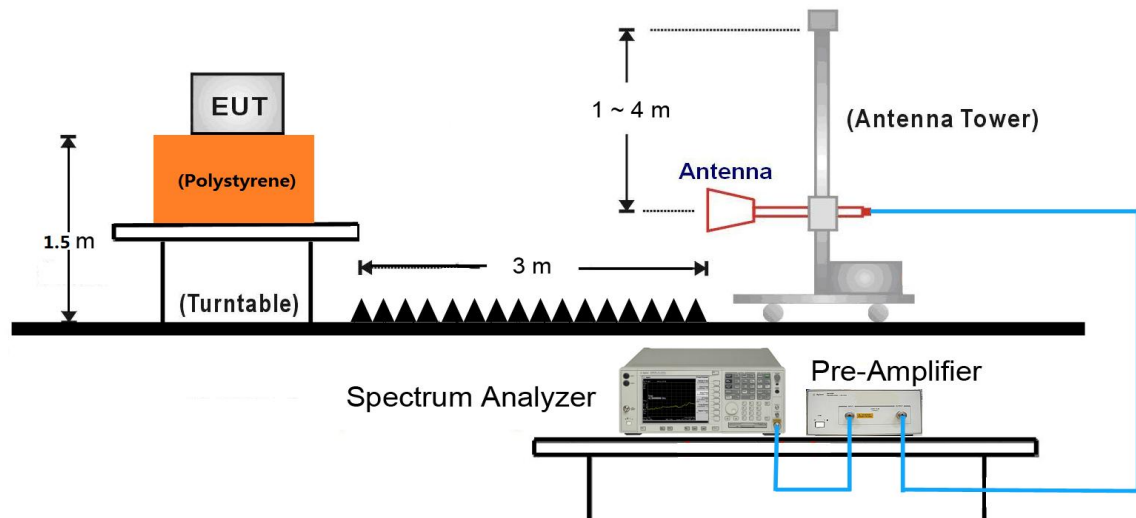 EUT
(Polystyrene)
1.5 m
(Turntable)
3 m
1 ~ 4 m
Antenna
(Antenna Tower)
Spectrum Analyzer
Pre-Amplifier